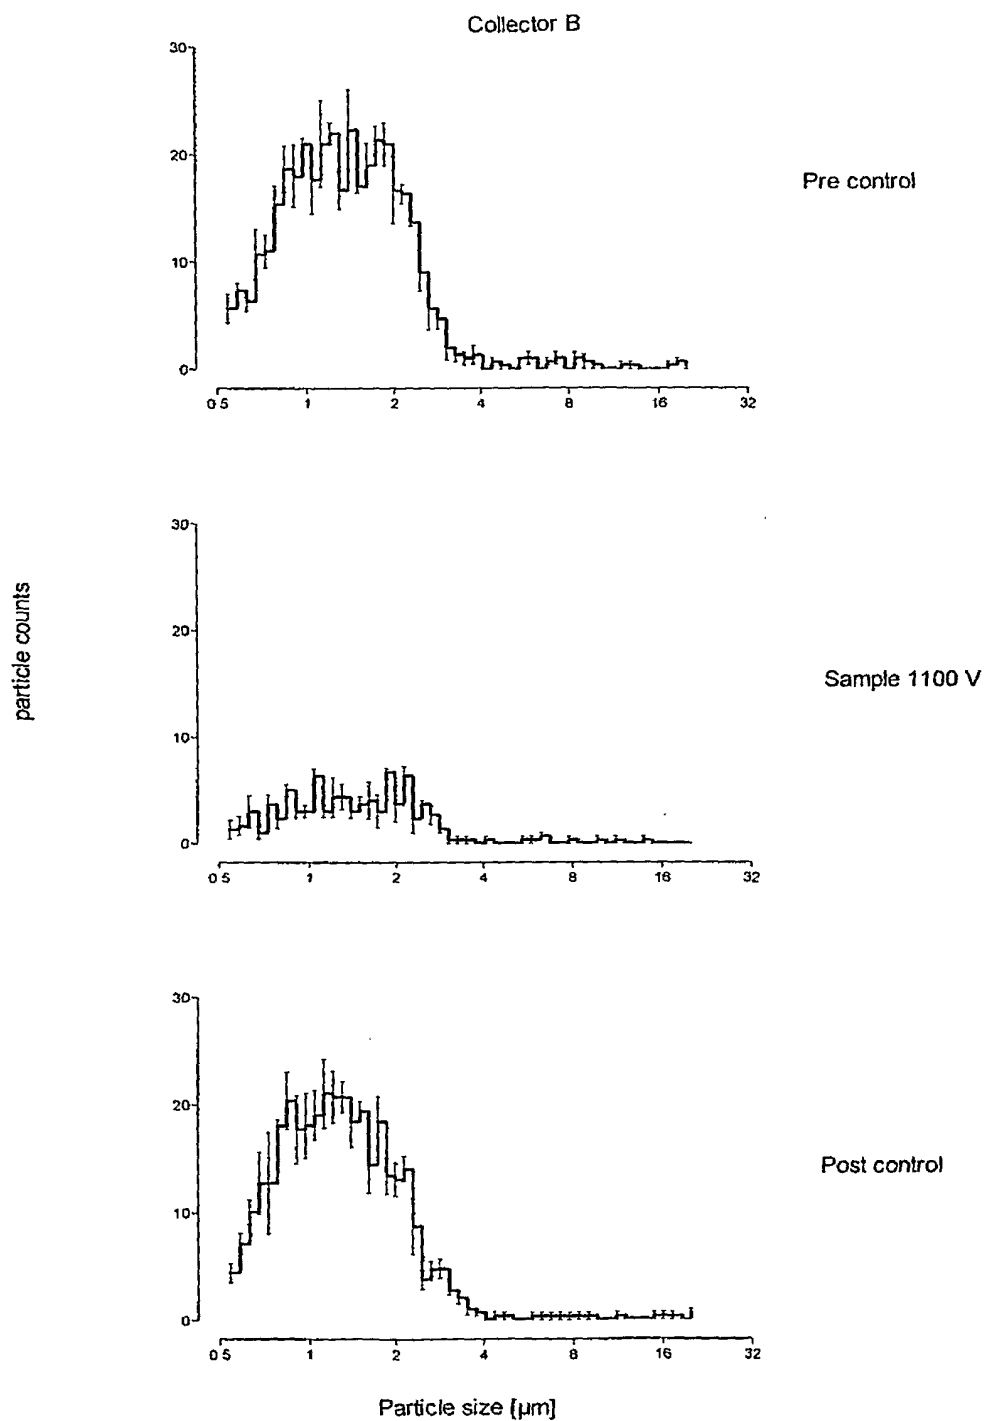 Collector B
30
20
10
0
Pre control
0.5 1 2 4 8 16 32
particle counts
30
20
10
0
Sample 1100 V
0.5 1 2 4 8 16 32
30
20
10
0
Post control
0.5 1 2 4 8 16 32
Particle size [µm]